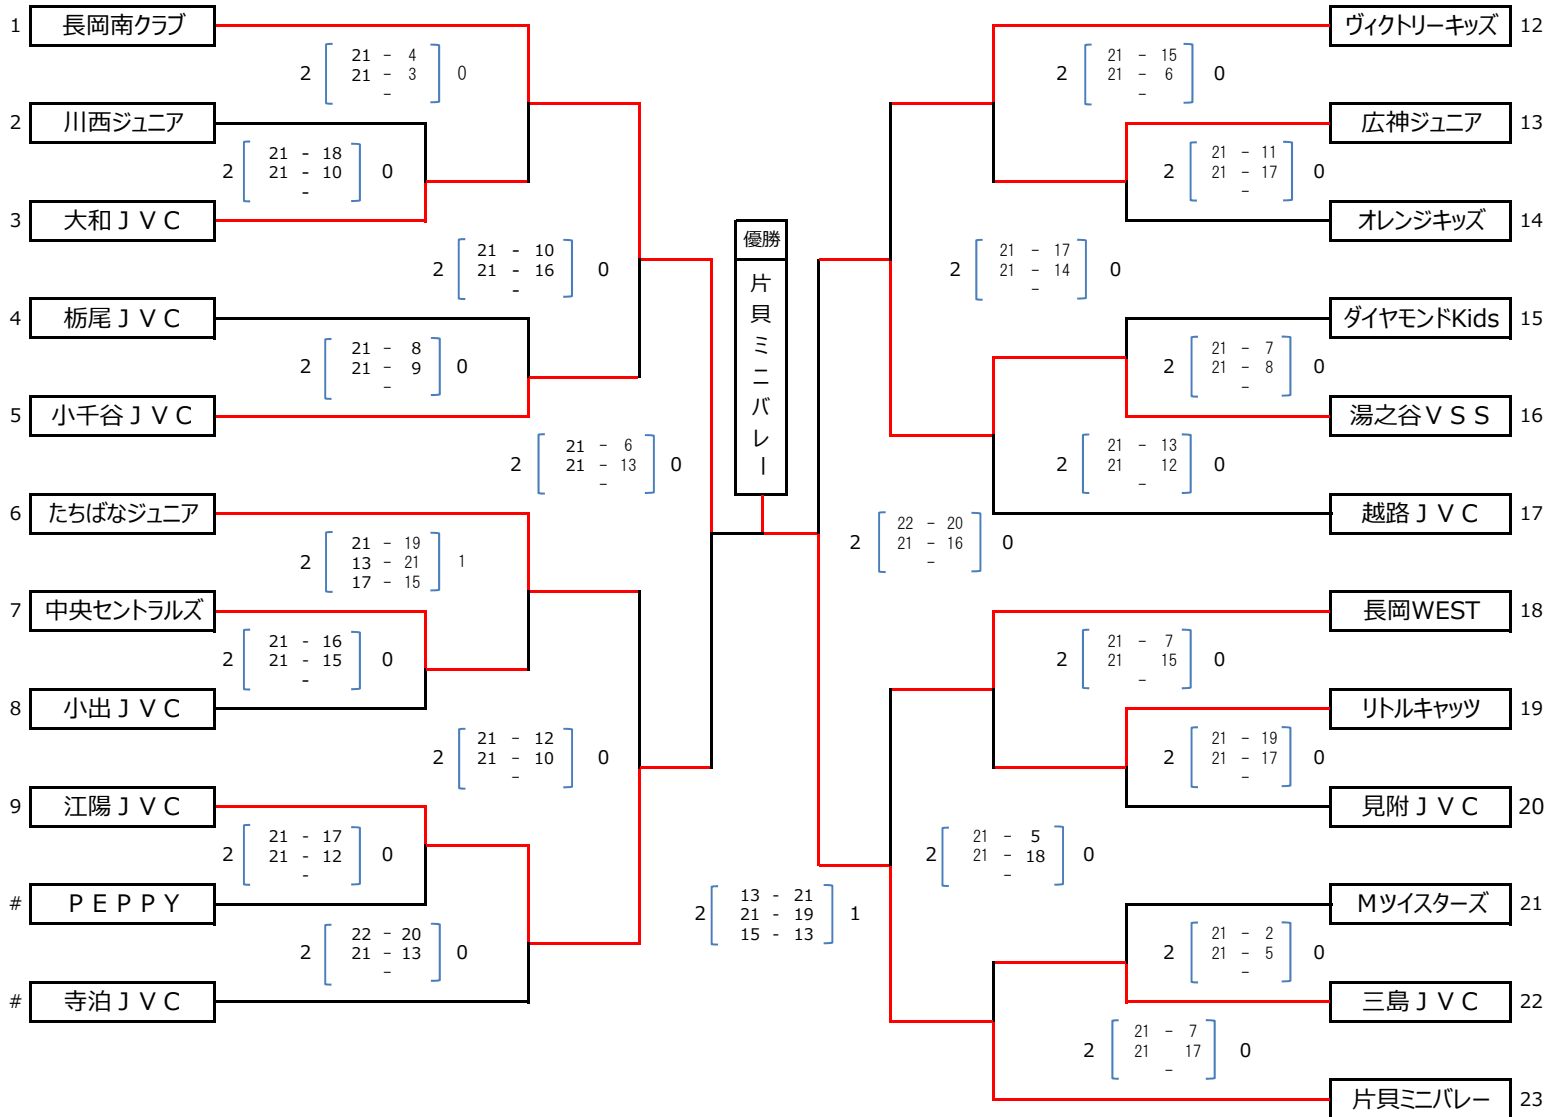 1 長岡南クラブ
2 [ 21 - 4 ] 0
21 - 3
-
2 川西ジュニア
2 [ 21 - 18 ] 0
21 - 10
-
3 大和ＪＶＣ
2 [ 21 - 10 ] 0
21 - 16
-
4 栃尾ＪＶＣ
2 [ 21 - 8 ] 0
21 - 9
-
5 小千谷ＪＶＣ
2 [ 21 - 6 ] 0
21 - 13
-
6 たちばなジュニア
2 [ 21 - 19 ] 1
13 - 21
17 - 15
7 中央セントラルズ
2 [ 21 - 16 ] 0
21 - 15
-
8 小出ＪＶＣ
2 [ 21 - 12 ] 0
21 - 10
-
9 江陽ＪＶＣ
2 [ 21 - 17 ] 0
21 - 12
-
# ＰＥＰＰＹ
2 [ 22 - 20 ] 0
21 - 13
-
# 寺泊ＪＶＣ
優勝
片貝ミニバレー
2 [ 13 - 21 ] 1
21 - 19
15 - 13
ヴィクトリーキッズ 12
2 [ 21 - 15 ] 0
21 - 6
-
広神ジュニア 13
2 [ 21 - 11 ] 0
21 - 17
-
オレンジキッズ 14
2 [ 21 - 17 ] 0
21 - 14
-
ダイヤモンドKids 15
2 [ 21 - 7 ] 0
21 - 8
-
湯之谷ＶＳＳ 16
2 [ 21 - 13 ] 0
21 12
-
越路ＪＶＣ 17
2 [ 22 - 20 ] 0
21 - 16
-
長岡WEST 18
2 [ 21 - 7 ] 0
21 15
-
リトルキャッツ 19
2 [ 21 - 19 ] 0
21 - 17
-
見附ＪＶＣ 20
2 [ 21 - 5 ] 0
21 - 18
-
Mツイスターズ 21
2 [ 21 - 2 ] 0
21 - 5
-
三島ＪＶＣ 22
2 [ 21 - 7 ] 0
21 17
-
片貝ミニバレー 23